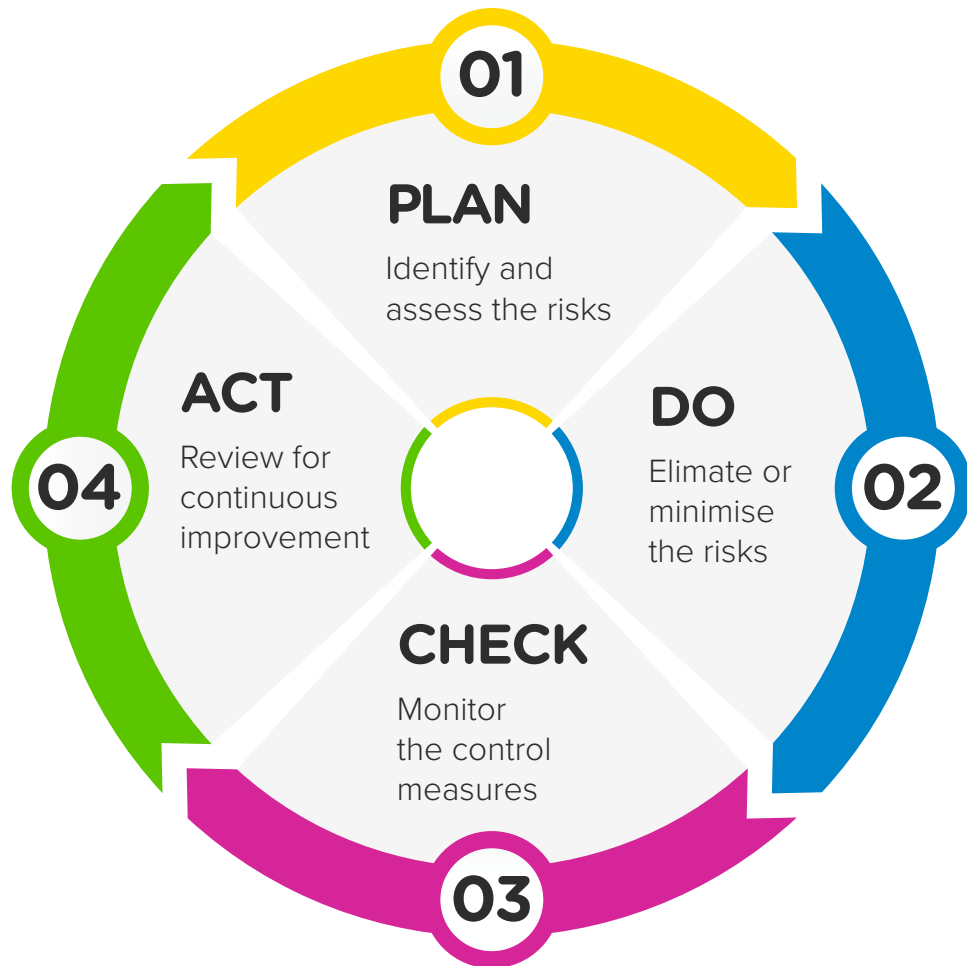 01
PLAN
Identify and
assess the risks
02
DO
Elimate or
minimise
the risks
03
CHECK
Monitor
the control
measures
04
ACT
Review for
continuous
improvement